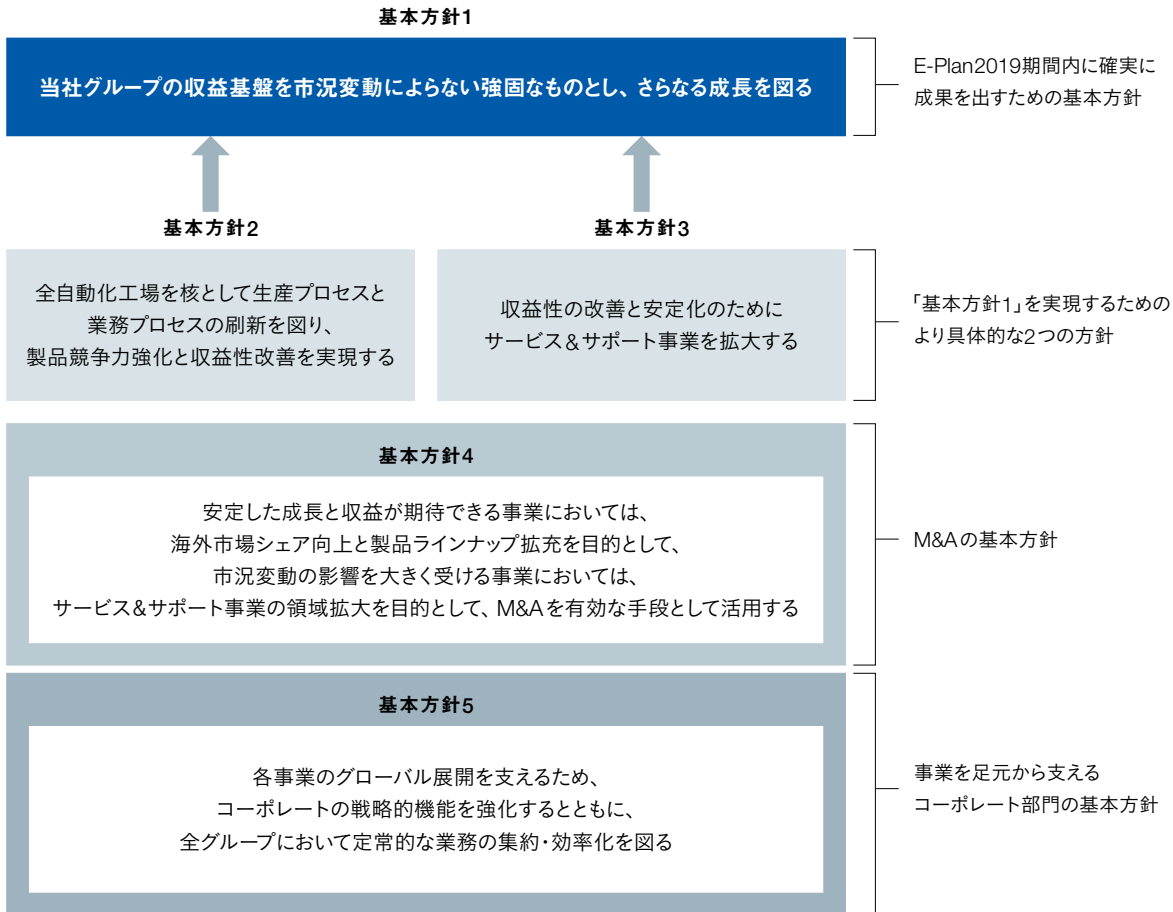 基本方針1
当社グループの収益基盤を市況変動によらない強固なものとし、さらなる成長を図る
E-Plan2019期間内に確実に
成果を出すための基本方針
基本方針2
全自動化工場を核として生産プロセスと
業務プロセスの刷新を図り、
製品競争力強化と収益性改善を実現する
基本方針3
収益性の改善と安定化のために
サービス&サポート事業を拡大する
「基本方針1」を実現するための
より具体的な2つの方針
基本方針4
安定した成長と収益が期待できる事業においては、
海外市場シェア向上と製品ラインナップ拡充を目的として、
市況変動の影響を大きく受ける事業においては、
サービス&サポート事業の領域拡大を目的として、M&Aを有効な手段として活用する
M&Aの基本方針
基本方針5
各事業のグローバル展開を支えるため、
コーポレートの戦略的機能を強化するとともに、
全グループにおいて定常的な業務の集約・効率化を図る
事業を足元から支える
コーポレート部門の基本方針